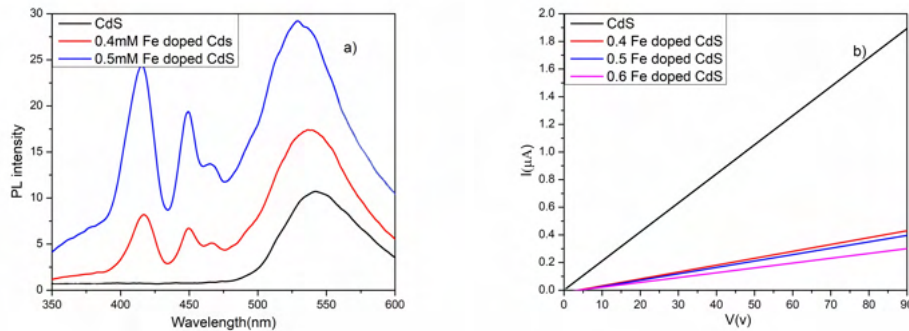 CdS
0.4mM Fe doped Cds
0.5mM Fe doped CdS
a)
30
25
20
15
10
5
0
PL intensity
350 400 450 500 550 600
Wavelength(nm)
CdS
0.4 Fe doped CdS
0.5 Fe doped CdS
0.6 Fe doped CdS
b)
2.0
1.8
1.6
1.4
1.2
1.0
0.8
0.6
0.4
0.2
0.0
I(μA)
0 10 20 30 40 50 60 70 80 90
V(v)